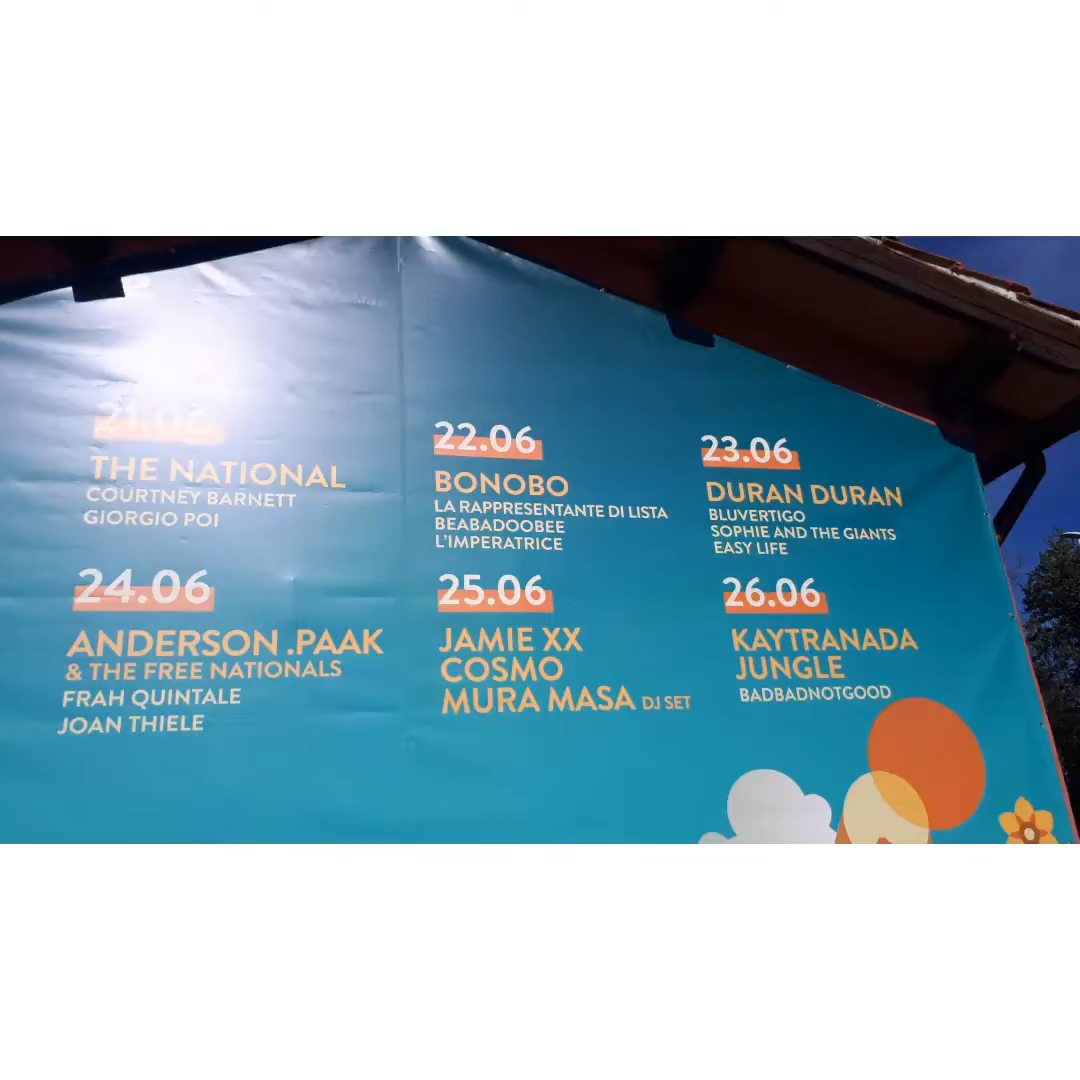 21.06
THE NATIONAL
COURTNEY BARNETT
GIORGIO POI
22.06
BONOBO
LA RAPPRESENTANTE DI LISTA
BEABADOOBEE
L'IMPERATRICE
23.06
DURAN DURAN
BLUVERTIGO
SOPHIE AND THE GIANTS
EASY LIFE
24.06
ANDERSON .PAAK
& THE FREE NATIONALS
FRAH QUINTALE
JOAN THIELE
25.06
JAMIE XX
COSMO
MURA MASA DJ SET
26.06
KAYTRANADA
JUNGLE
BADBADNOTGOOD